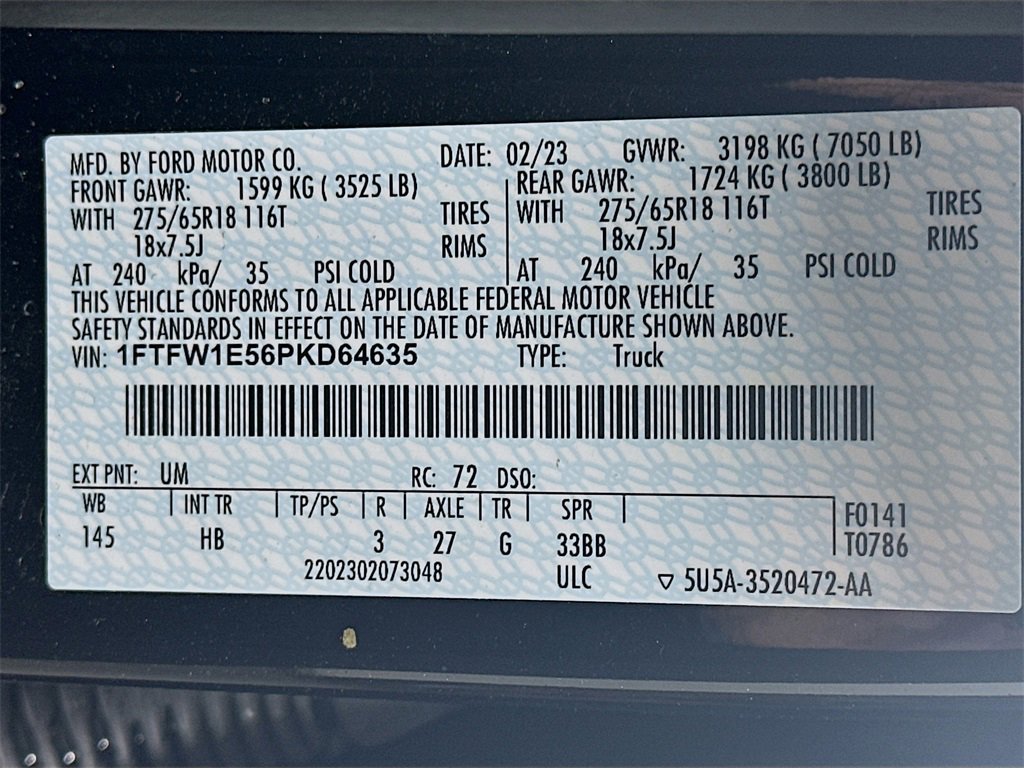 MFD. BY FORD MOTOR CO. DATE: 02/23 GVWR: 3198 KG ( 7050 LB)
FRONT GAWR: 1599 KG ( 3525 LB) REAR GAWR: 1724 KG ( 3800 LB)
WITH 275/65R18 116T TIRES WITH 275/65R18 116T TIRES
18x7.5J RIMS 18x7.5J RIMS
AT 240 kPa/ 35 PSI COLD AT 240 kPa/ 35 PSI COLD
THIS VEHICLE CONFORMS TO ALL APPLICABLE FEDERAL MOTOR VEHICLE
SAFETY STANDARDS IN EFFECT ON THE DATE OF MANUFACTURE SHOWN ABOVE.
VIN: 1FTFW1E56PKD64635 TYPE: Truck
EXT PNT: UM RC: 72 DSO:
WB INT TR TP/PS R AXLE TR SPR F0141
145 HB 3 27 G 33BB T0786
2202302073048 ULC ▽ 5U5A-3520472-AA